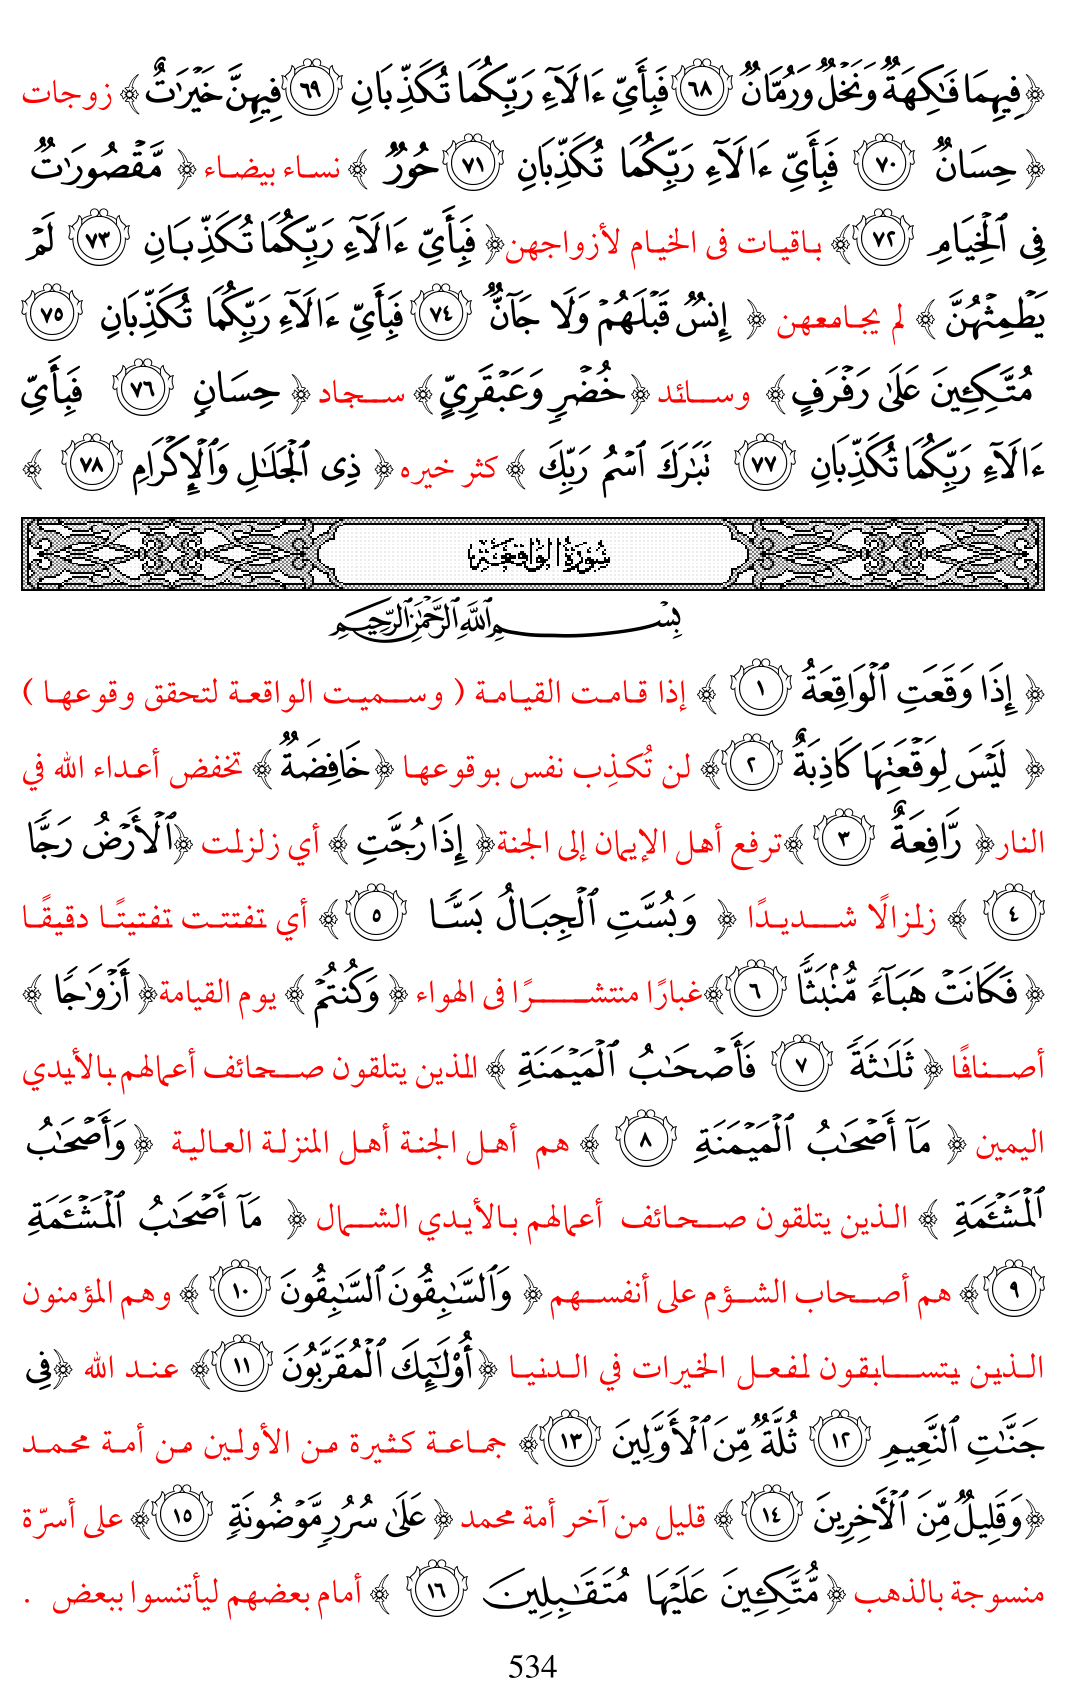 ﴿فِيهِمَا فَـٰكِهَةٌ وَنَخْلٌ وَرُمَّانٌ ٦٨ فَبِأَيِّ ءَالَآءِ رَبِّكُمَا تُكَذِّبَانِ ٦٩ فِيهِنَّ خَيْرَٰتٌ﴾ زوجات
﴿حِسَانٌ ٧٠ فَبِأَيِّ ءَالَآءِ رَبِّكُمَا تُكَذِّبَانِ ٧١ حُورٌ﴾ نساء بيضاء ﴿مَّقْصُورَٰتٌ
فِى ٱلْخِيَامِ ٧٢﴾ باقيات فى الخيام لأزواجهن﴿فَبِأَيِّ ءَالَآءِ رَبِّكُمَا تُكَذِّبَانِ ٧٣ لَمْ
يَطْمِثْهُنَّ﴾ لم يجامعهن ﴿إِنسٌ قَبْلَهُمْ وَلَا جَآنٌّ ٧٤ فَبِأَيِّ ءَالَآءِ رَبِّكُمَا تُكَذِّبَانِ ٧٥
مُتَّكِـِٔينَ عَلَىٰ رَفْرَفٍ﴾ وسائد ﴿خُضْرٍ وَعَبْقَرِيٍّ﴾ سجاد ﴿حِسَانٍ ٧٦ فَبِأَيِّ
ءَالَآءِ رَبِّكُمَا تُكَذِّبَانِ ٧٧ تَبَـٰرَكَ ٱسْمُ رَبِّكَ﴾ كثر خيره ﴿ذِى ٱلْجَلَـٰلِ وَٱلْإِكْرَامِ ٧٨﴾
سُورَةُ الواقِعَة
بِسْمِ ٱللَّهِ ٱلرَّحْمَـٰنِ ٱلرَّحِيمِ
﴿إِذَا وَقَعَتِ ٱلْوَاقِعَةُ ١﴾ إذا قامت القيامة ( وسميت الواقعة لتحقق وقوعها )
﴿لَيْسَ لِوَقْعَتِهَا كَاذِبَةٌ ٢﴾ لن تُكذِب نفس بوقوعها ﴿خَافِضَةٌ﴾ تخفض أعداء الله في
النار﴿رَّافِعَةٌ ٣﴾ترفع أهل الإيمان إلى الجنة﴿إِذَا رُجَّتِ﴾ أي زلزلت ﴿ٱلْأَرْضُ رَجًّا
٤﴾ زلزالًا شديدًا ﴿وَبُسَّتِ ٱلْجِبَالُ بَسًّا ٥﴾ أي تفتتت تفتيتًا دقيقًا
﴿فَكَانَتْ هَبَآءً مُّنۢبَثًّا ٦﴾غبارًا منتشرًا فى الهواء ﴿وَكُنتُمْ﴾ يوم القيامة﴿أَزْوَٰجًا﴾
أصنافًا ﴿ثَلَـٰثَةً ٧ فَأَصْحَـٰبُ ٱلْمَيْمَنَةِ﴾ الذين يتلقون صحائف أعمالهم بالأيدي
اليمين ﴿مَآ أَصْحَـٰبُ ٱلْمَيْمَنَةِ ٨﴾ هم أهل الجنة أهل المنزلة العالية ﴿وَأَصْحَـٰبُ
ٱلْمَشْـَٔمَةِ﴾ الذين يتلقون صحائف أعمالهم بالأيدي الشمال ﴿مَآ أَصْحَـٰبُ ٱلْمَشْـَٔمَةِ
٩﴾ هم أصحاب الشؤم على أنفسهم ﴿وَٱلسَّـٰبِقُونَ ٱلسَّـٰبِقُونَ ١٠﴾ وهم المؤمنون
الذين يتسابقون لمفعل الخيرات في الدنيا ﴿أُو۟لَـٰٓئِكَ ٱلْمُقَرَّبُونَ ١١﴾ عند الله ﴿فِى
جَنَّـٰتِ ٱلنَّعِيمِ ١٢ ثُلَّةٌ مِّنَ ٱلْأَوَّلِينَ ١٣﴾ جماعة كثيرة من الأولين من أمة محمد
﴿وَقَلِيلٌ مِّنَ ٱلْـَٔاخِرِينَ ١٤﴾ قليل من آخر أمة محمد ﴿عَلَىٰ سُرُرٍ مَّوْضُونَةٍ ١٥﴾ على أسرّة
منسوجة بالذهب ﴿مُّتَّكِـِٔينَ عَلَيْهَا مُتَقَـٰبِلِينَ ١٦﴾ أمام بعضهم ليأتنسوا ببعض .
534